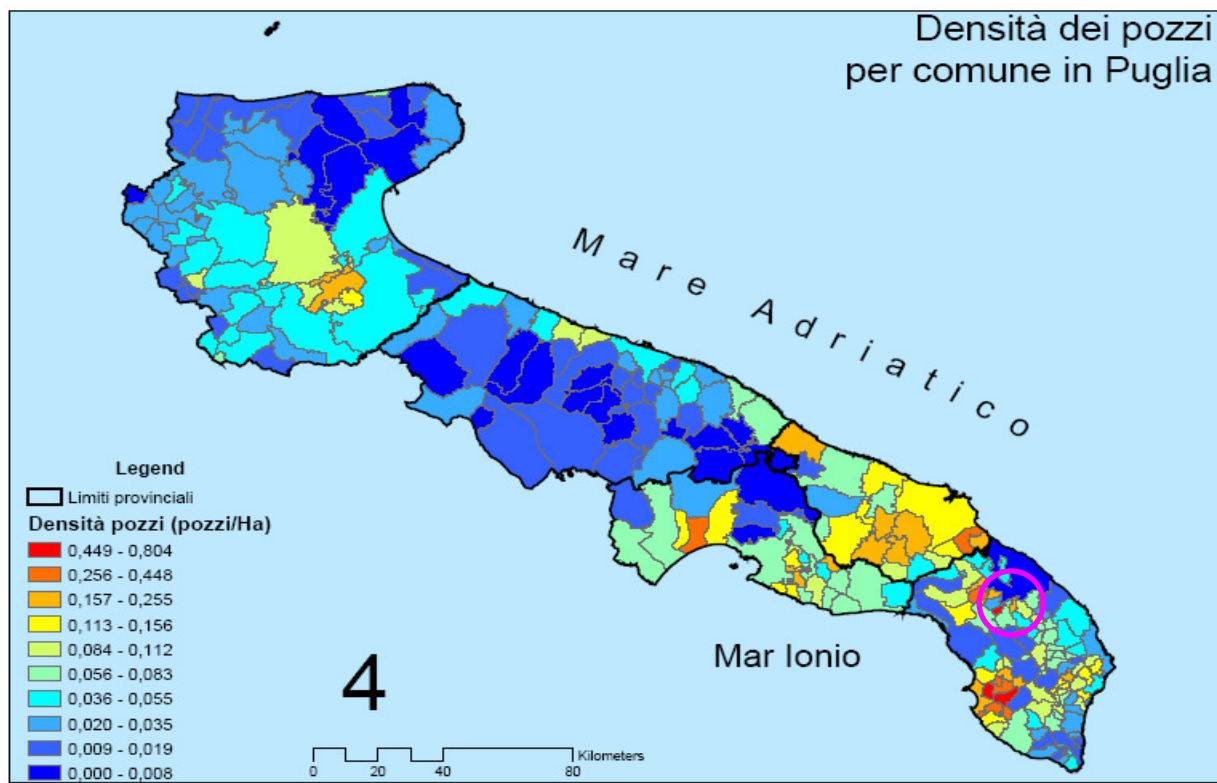 Densità dei pozzi
per comune in Puglia
Mare Adriatico
Mar Ionio
4
Legend
Limiti provinciali
Densità pozzi (pozzi/Ha)
0,449 - 0,804
0,256 - 0,448
0,157 - 0,255
0,113 - 0,156
0,084 - 0,112
0,056 - 0,083
0,036 - 0,055
0,020 - 0,035
0,009 - 0,019
0,000 - 0,008
Kilometers
0 20 40 80